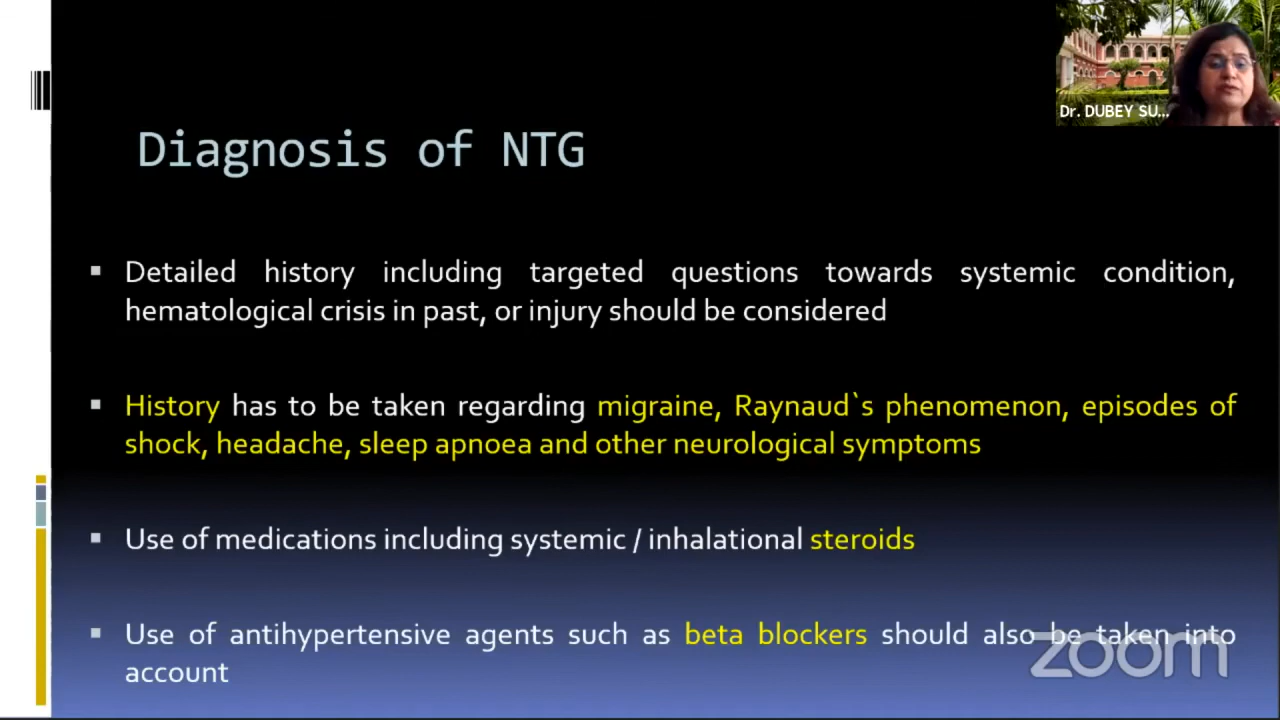 Dr. DUBEY SU...
Diagnosis of NTG
▪ Detailed history including targeted questions towards systemic condition,
hematological crisis in past, or injury should be considered
▪ History has to be taken regarding migraine, Raynaud`s phenomenon, episodes of
shock, headache, sleep apnoea and other neurological symptoms
▪ Use of medications including systemic / inhalational steroids
▪ Use of antihypertensive agents such as beta blockers should also be taken into
account
zoom